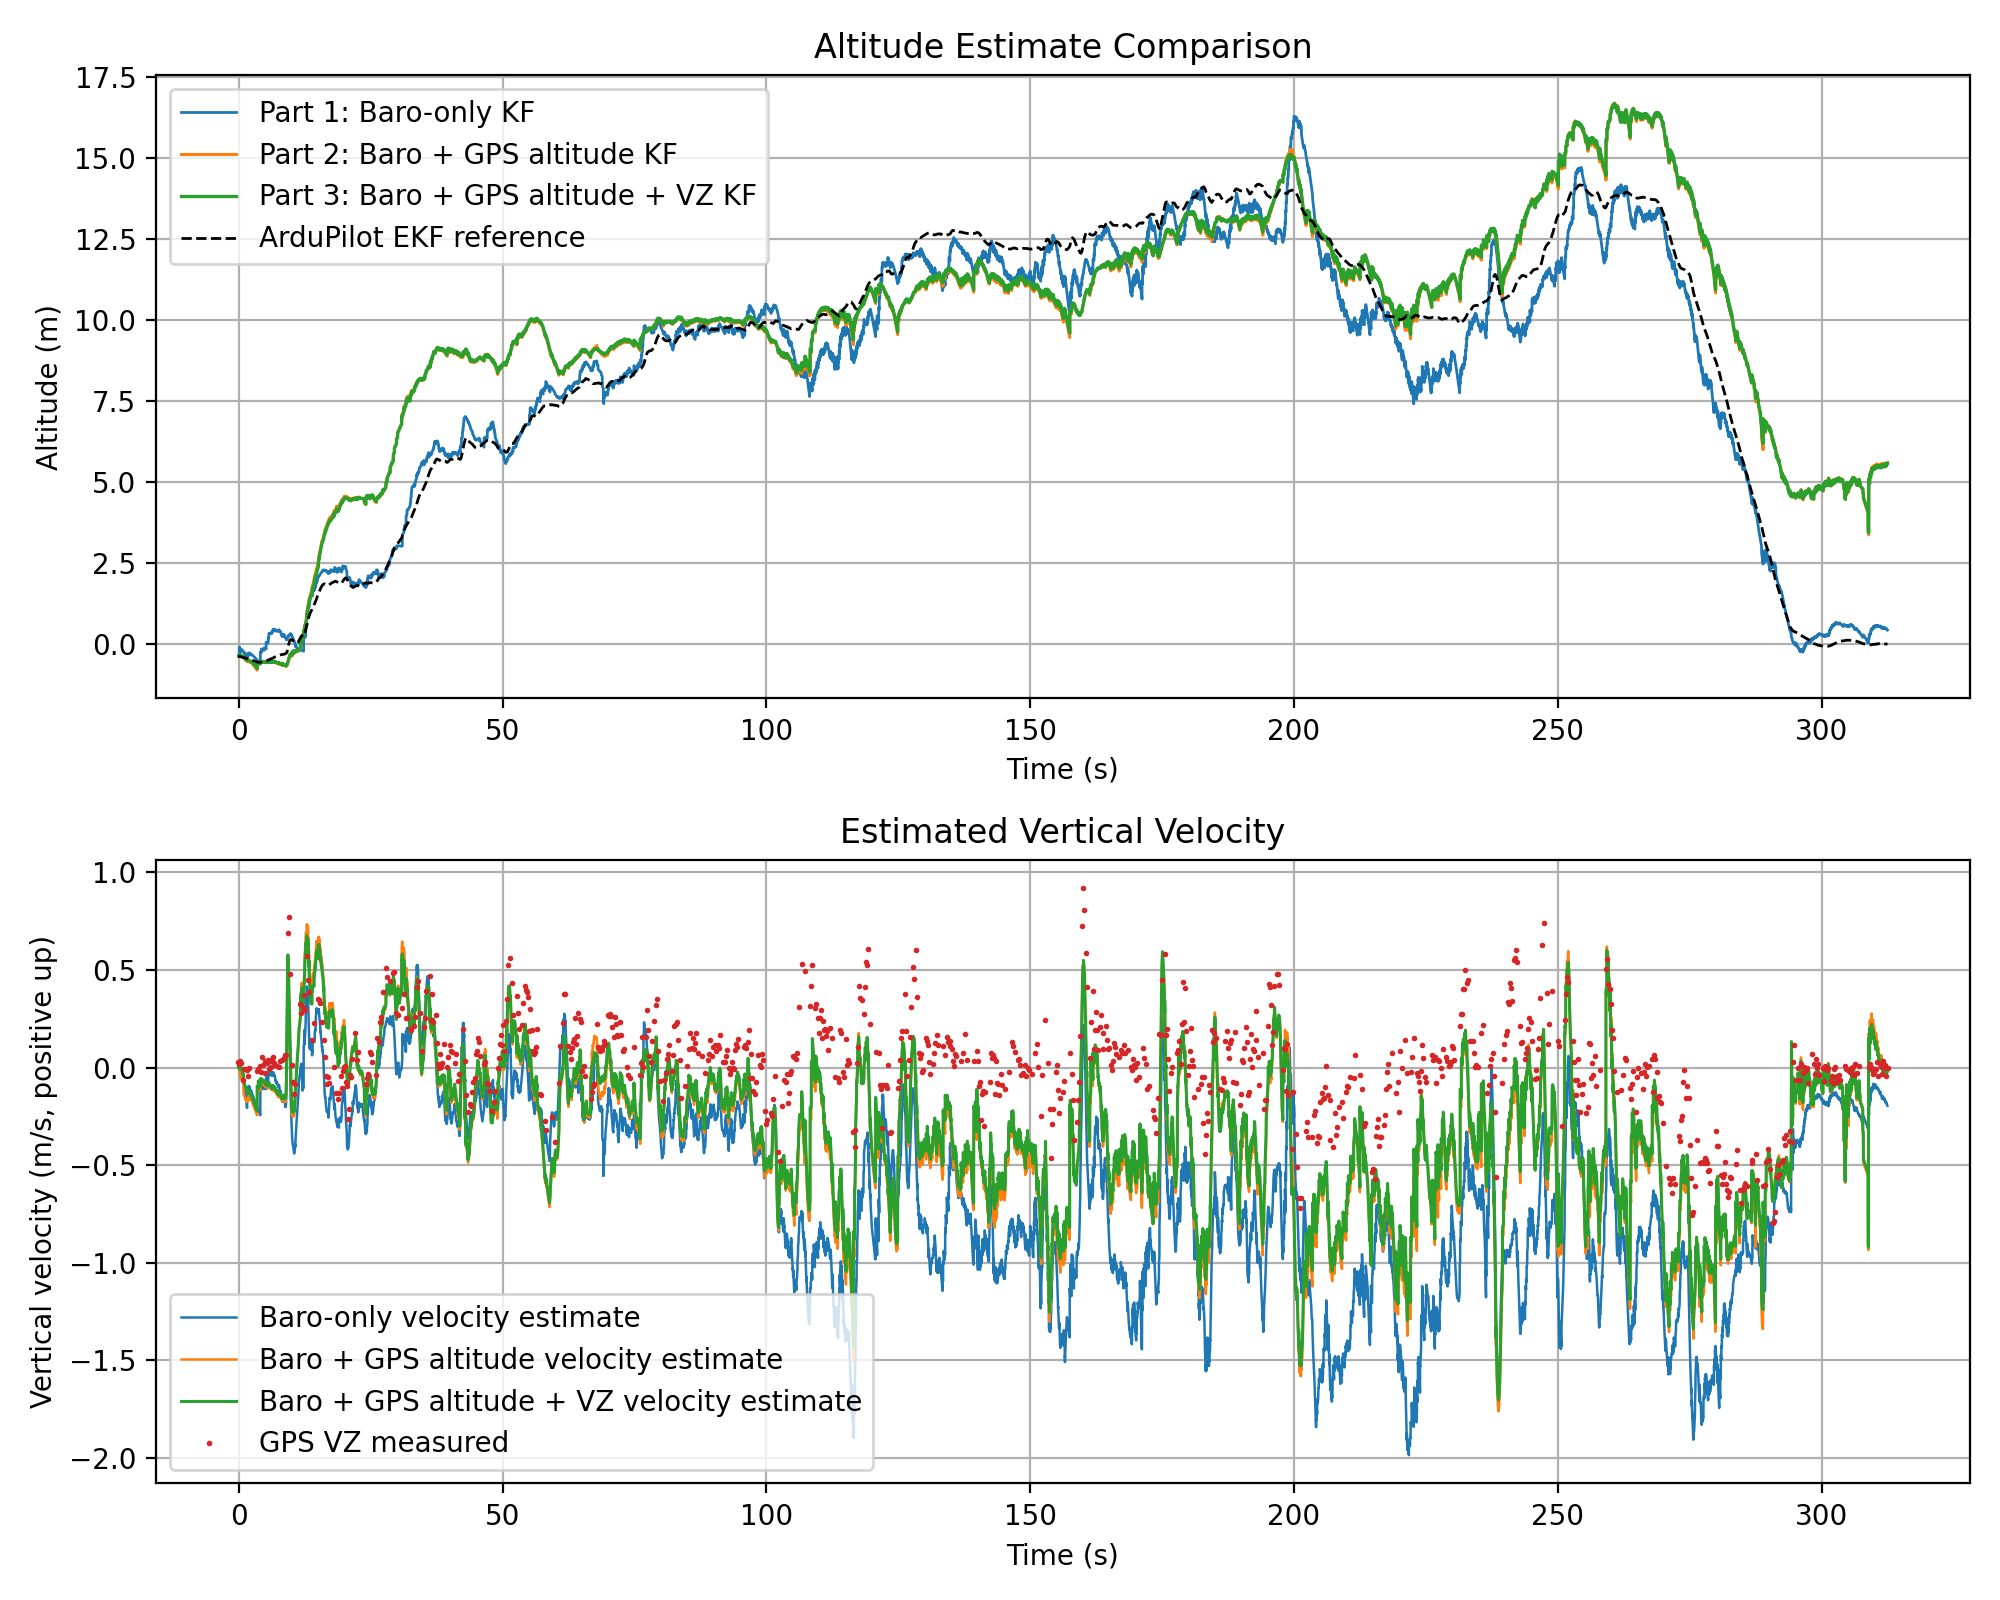 Altitude Estimate Comparison
17.5
15.0
12.5
10.0
7.5
5.0
2.5
0.0
Altitude (m)
Part 1: Baro-only KF
Part 2: Baro + GPS altitude KF
Part 3: Baro + GPS altitude + VZ KF
ArduPilot EKF reference
0 50 100 150 200 250 300
Time (s)
Estimated Vertical Velocity
1.0
0.5
0.0
−0.5
−1.0
−1.5
−2.0
Vertical velocity (m/s, positive up)
Baro-only velocity estimate
Baro + GPS altitude velocity estimate
Baro + GPS altitude + VZ velocity estimate
GPS VZ measured
0 50 100 150 200 250 300
Time (s)